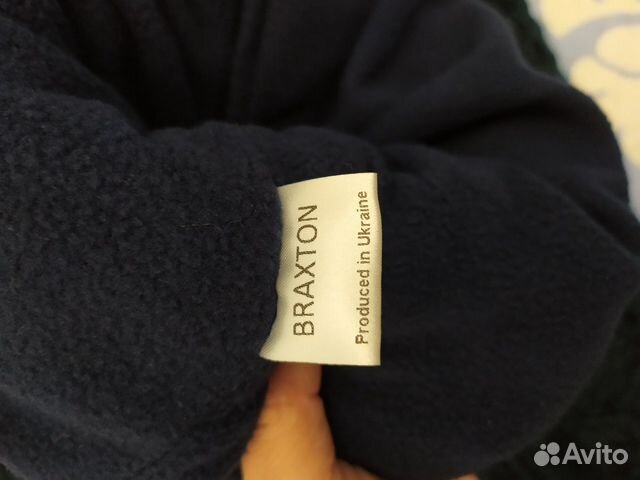 BRAXTON
Produced in Ukraine
Avito